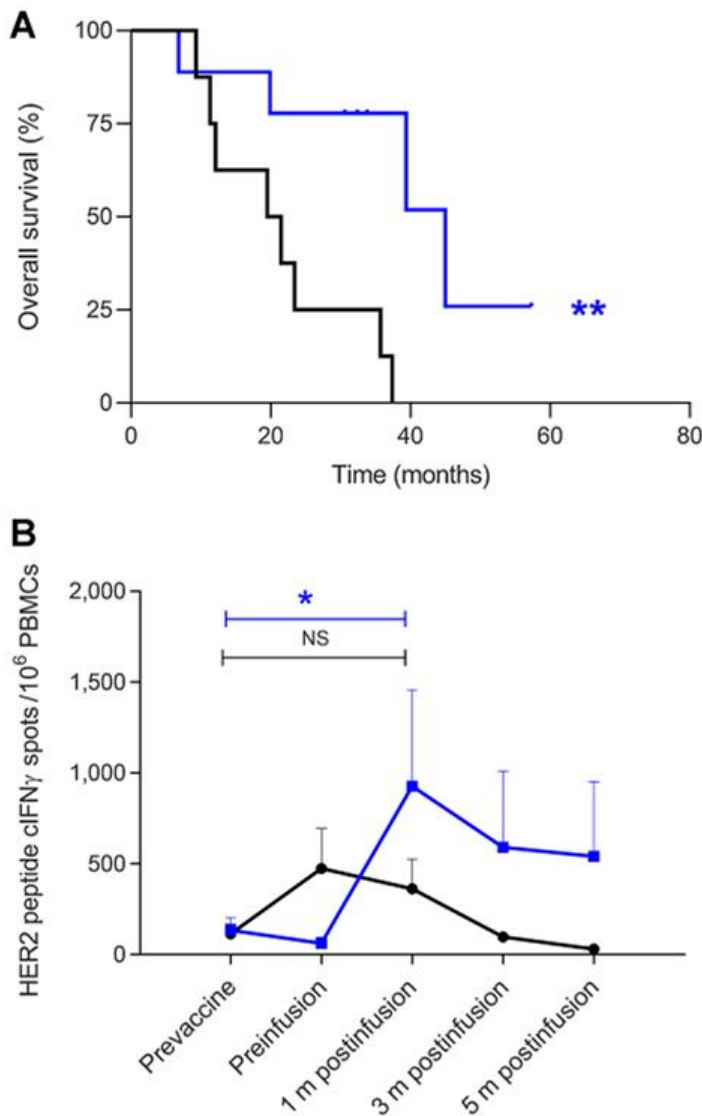 A
100
75
50
25
0
Overall survival (%)
0 20 40 60 80
Time (months)
**
B
2,000
1,500
1,000
500
0
HER2 peptide cIFNγ spots/10⁶ PBMCs
*
NS
Prevaccine
Preinfusion
1 m postinfusion
3 m postinfusion
5 m postinfusion